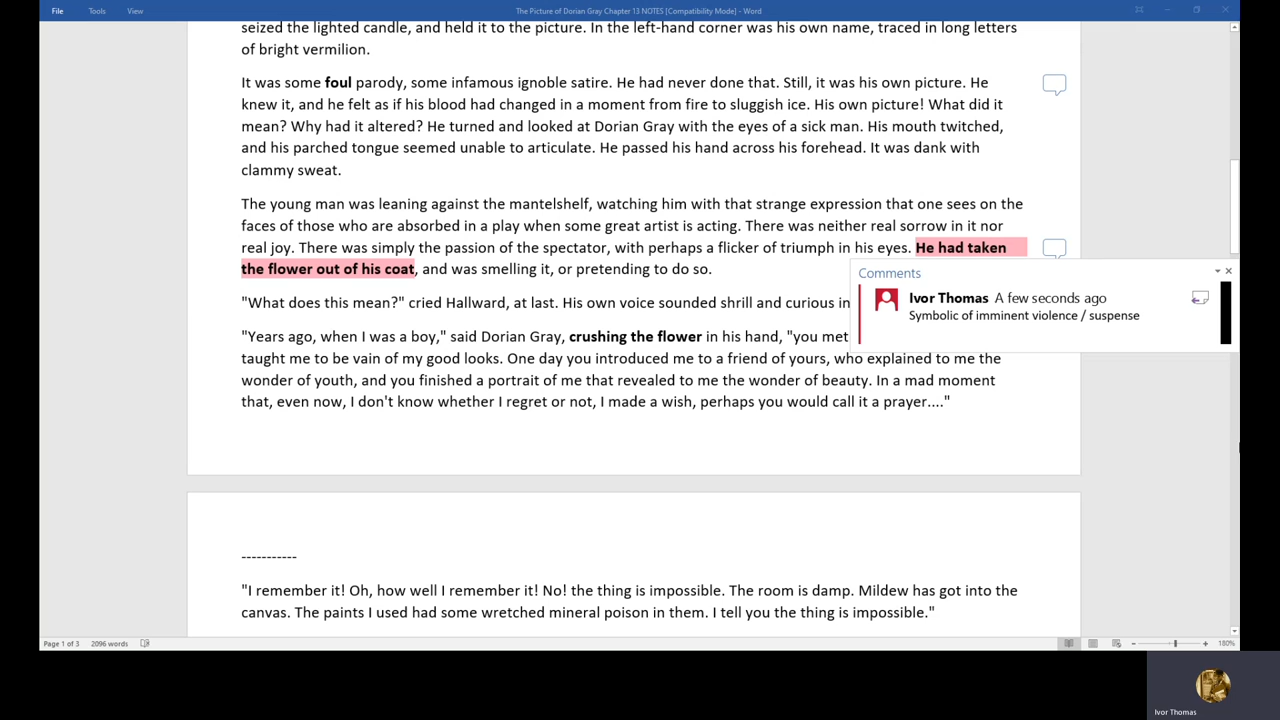 File Tools View The Picture of Dorian Gray Chapter 13 NOTES [Compatibility Mode] - Word
seized the lighted candle, and held it to the picture. In the left-hand corner was his own name, traced in long letters
of bright vermilion.
It was some foul parody, some infamous ignoble satire. He had never done that. Still, it was his own picture. He
knew it, and he felt as if his blood had changed in a moment from fire to sluggish ice. His own picture! What did it
mean? Why had it altered? He turned and looked at Dorian Gray with the eyes of a sick man. His mouth twitched,
and his parched tongue seemed unable to articulate. He passed his hand across his forehead. It was dank with
clammy sweat.
The young man was leaning against the mantelshelf, watching him with that strange expression that one sees on the
faces of those who are absorbed in a play when some great artist is acting. There was neither real sorrow in it nor
real joy. There was simply the passion of the spectator, with perhaps a flicker of triumph in his eyes. He had taken
the flower out of his coat, and was smelling it, or pretending to do so.
"What does this mean?" cried Hallward, at last. His own voice sounded shrill and curious in
"Years ago, when I was a boy," said Dorian Gray, crushing the flower in his hand, "you met
taught me to be vain of my good looks. One day you introduced me to a friend of yours, who explained to me the
wonder of youth, and you finished a portrait of me that revealed to me the wonder of beauty. In a mad moment
that, even now, I don't know whether I regret or not, I made a wish, perhaps you would call it a prayer...."
Comments
Ivor Thomas A few seconds ago
Symbolic of imminent violence / suspense
-----------
"I remember it! Oh, how well I remember it! No! the thing is impossible. The room is damp. Mildew has got into the
canvas. The paints I used had some wretched mineral poison in them. I tell you the thing is impossible."
Page 1 of 3 2096 words 180%
Ivor Thomas